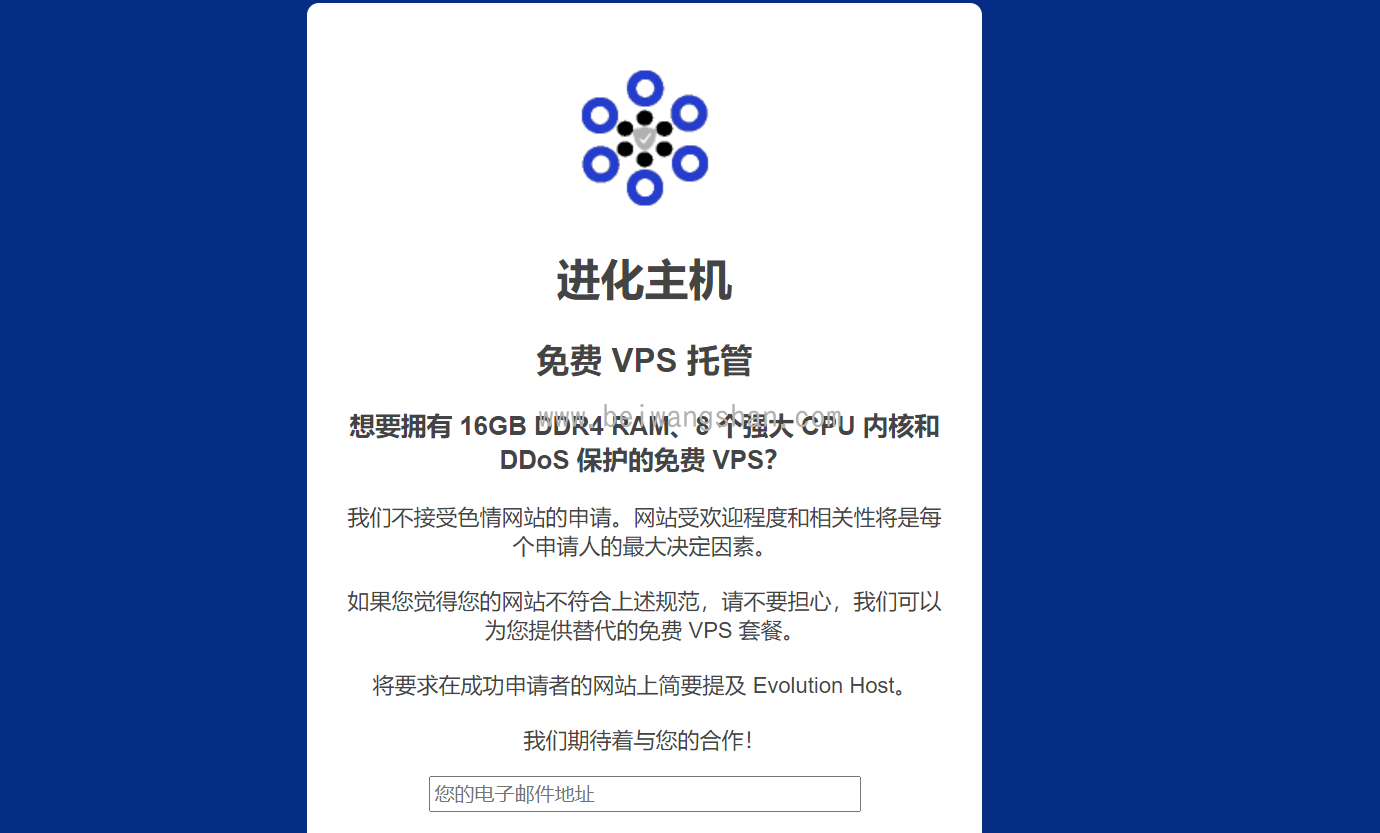 进化主机
免费 VPS 托管
www.beiwangshan.com
想要拥有 16GB DDR4 RAM、8 个强大 CPU 内核和
DDoS 保护的免费 VPS?
我们不接受色情网站的申请。网站受欢迎程度和相关性将是每
个申请人的最大决定因素。
如果您觉得您的网站不符合上述规范，请不要担心，我们可以
为您提供替代的免费 VPS 套餐。
将要求在成功申请者的网站上简要提及 Evolution Host。
我们期待着与您的合作！
您的电子邮件地址